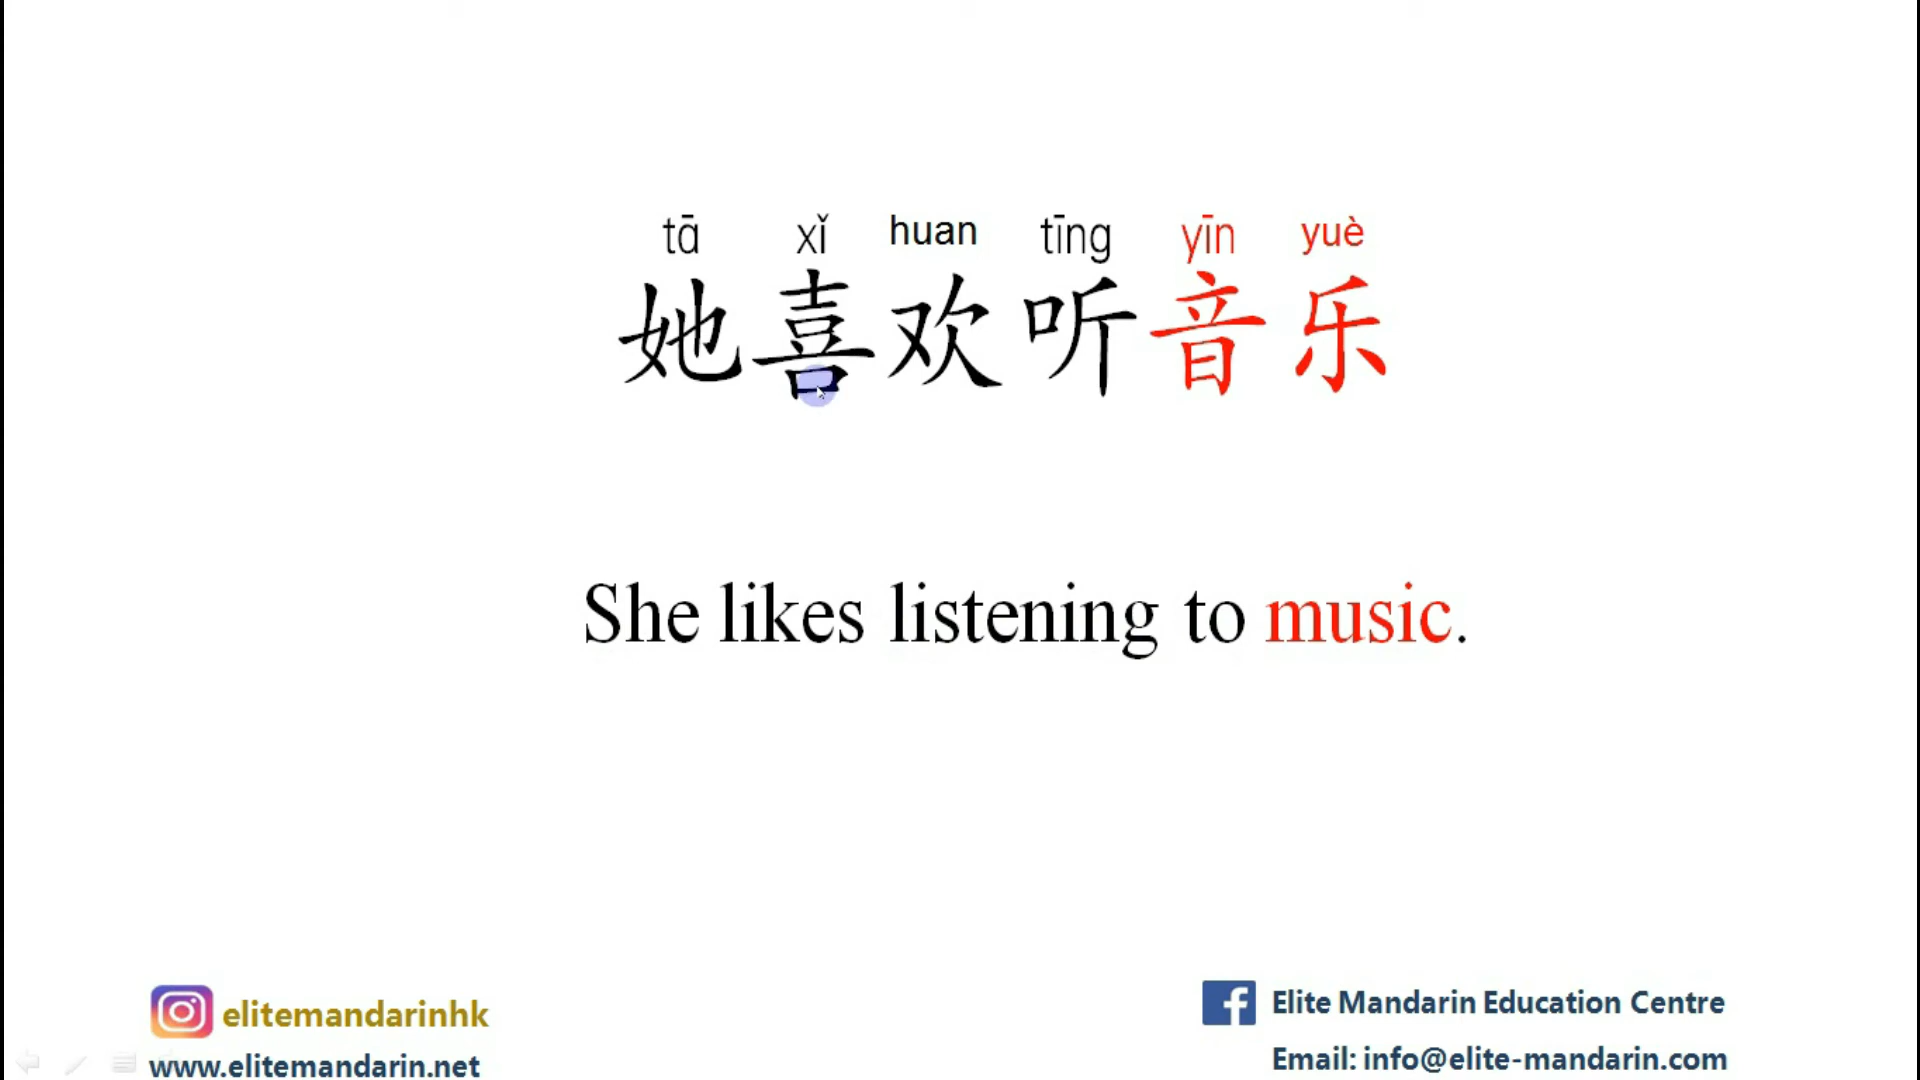 tā xǐ huan tīng yīn yuè
她喜欢听音乐
She likes listening to music.
elitemandarinhk
www.elitemandarin.net
Elite Mandarin Education Centre
Email: info@elite-mandarin.com